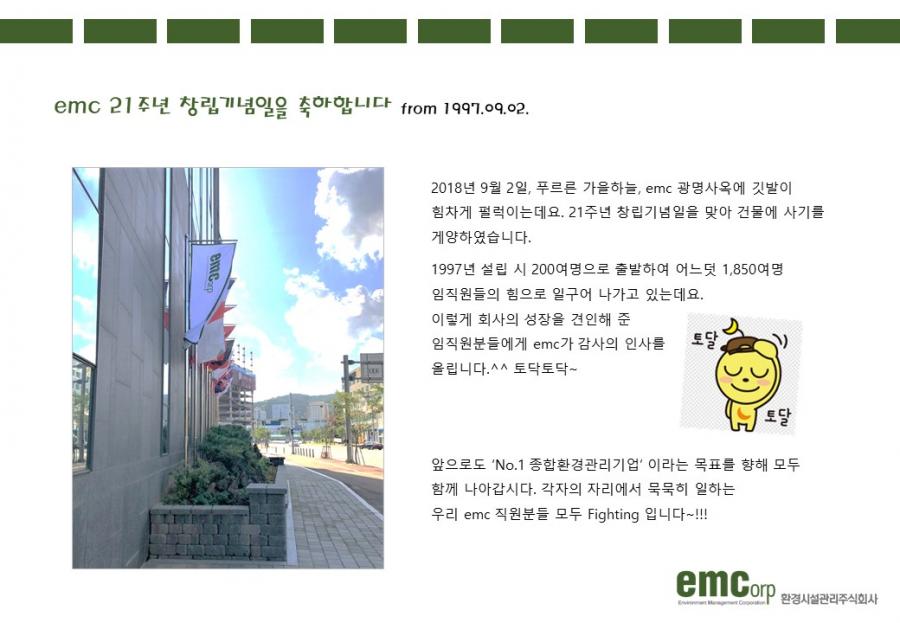 emc 21주년 창립기념일을 축하합니다 from 1997.09.02.
emcorp
2018년 9월 2일, 푸르른 가을하늘, emc 광명사옥에 깃발이
힘차게 펄럭이는데요. 21주년 창립기념일을 맞아 건물에 사기를
게양하였습니다.
1997년 설립 시 200여명으로 출발하여 어느덧 1,850여명
임직원들의 힘으로 일구어 나가고 있는데요.
이렇게 회사의 성장을 견인해 준
임직원분들에게 emc가 감사의 인사를
올립니다.^^ 토닥토닥~
토달
토달
앞으로도 ‘No.1 종합환경관리기업‘ 이라는 목표를 향해 모두
함께 나아갑시다. 각자의 자리에서 묵묵히 일하는
우리 emc 직원분들 모두 Fighting 입니다~!!!
emcorp 환경시설관리주식회사
Environment Management Corporation